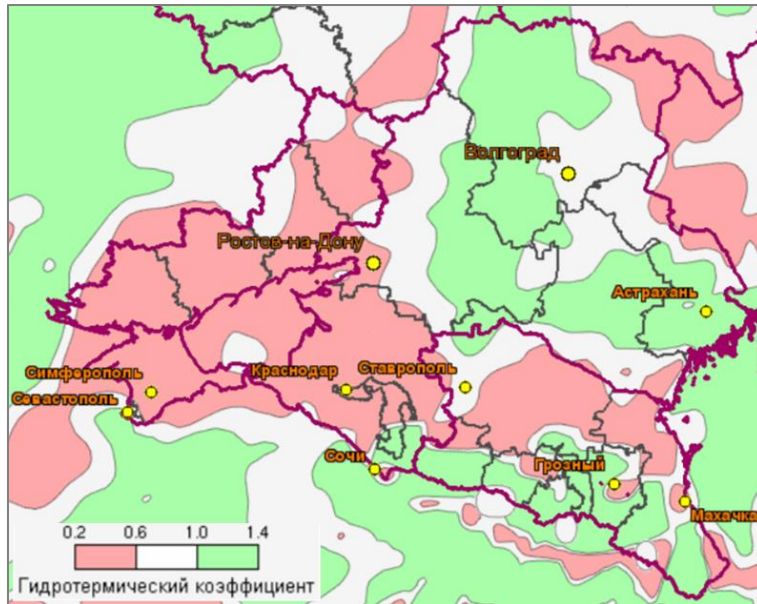 Волгоград
Ростов-на-Дону
Астрахань
Симферополь
Краснодар
Ставрополь
Севастополь
Сочи
Грозный
Махачка
0.2 0.6 1.0 1.4
Гидротермический коэффициент